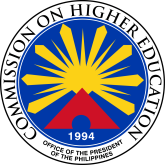 COMMISSION ON HIGHER EDUCATION
1994
OFFICE OF THE PRESIDENT
OF THE PHILIPPINES